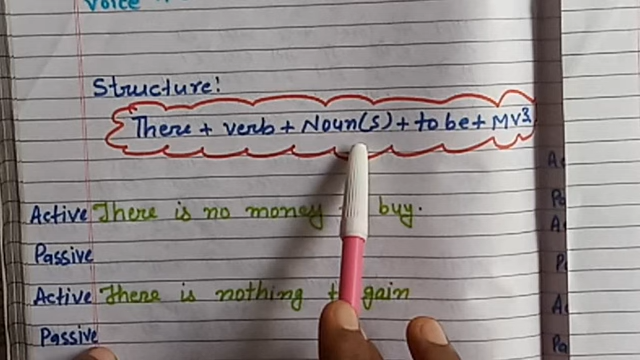 Voice
Structure:
There + verb + Noun(s) + to be + MV3
Active There is no money buy.
Passive
Active There is nothing gain
Passive